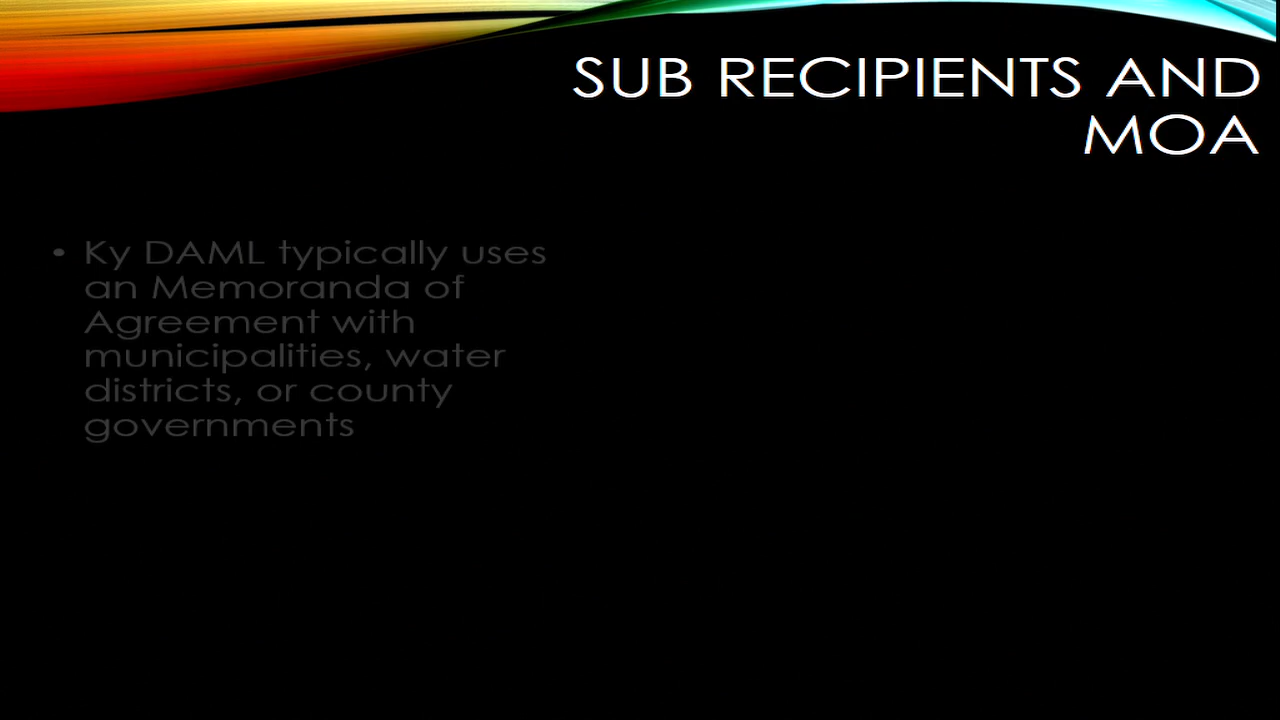 SUB RECIPIENTS AND
MOA
• Ky DAML typically uses
an Memoranda of
Agreement with
municipalities, water
districts, or county
governments